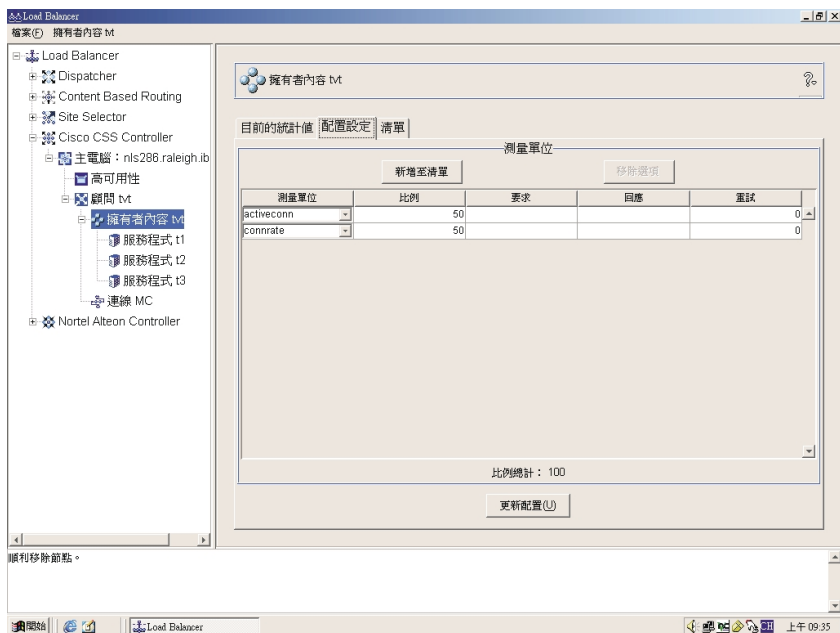 Load Balancer
檔案(F) 擁有者內容 tvt
Load Balancer
Dispatcher
Content Based Routing
Site Selector
Cisco CSS Controller
主電腦：nls286.raleigh.ib
高可用性
顧問 tvt
擁有者內容 tvt
服務程式 t1
服務程式 t2
服務程式 t3
連線 MC
Nortel Alteon Controller
擁有者內容 tvt
?
目前的統計值 配置設定 清單
測量單位
新增至清單 移除選項
測量單位 比例 要求 回應 重試
activeconn 50 0
connrate 50 0
比例總計： 100
更新配置(U)
順利移除節點。
開始 Load Balancer CH 上午 09:35